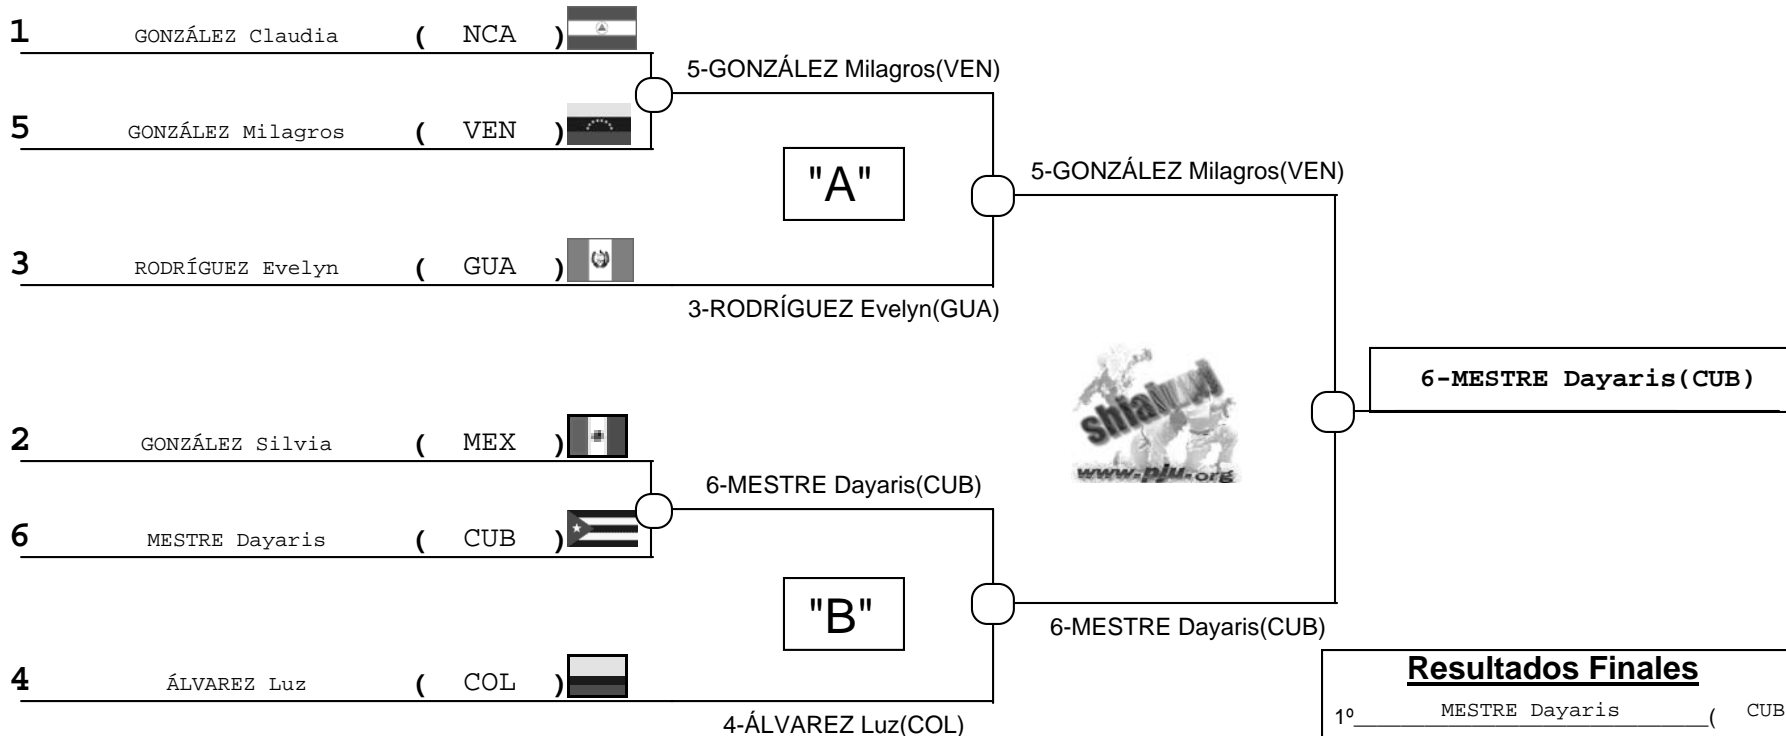 1 GONZÁLEZ Claudia ( NCA )
5-GONZÁLEZ Milagros(VEN)
5 GONZÁLEZ Milagros ( VEN )
"A"
5-GONZÁLEZ Milagros(VEN)
3 RODRÍGUEZ Evelyn ( GUA )
3-RODRÍGUEZ Evelyn(GUA)
6-MESTRE Dayaris(CUB)
www.pju.org
2 GONZÁLEZ Silvia ( MEX )
6-MESTRE Dayaris(CUB)
6 MESTRE Dayaris ( CUB )
"B"
6-MESTRE Dayaris(CUB)
4 ÁLVAREZ Luz ( COL )
4-ÁLVAREZ Luz(COL)
Resultados Finales
1º MESTRE Dayaris ( CUB